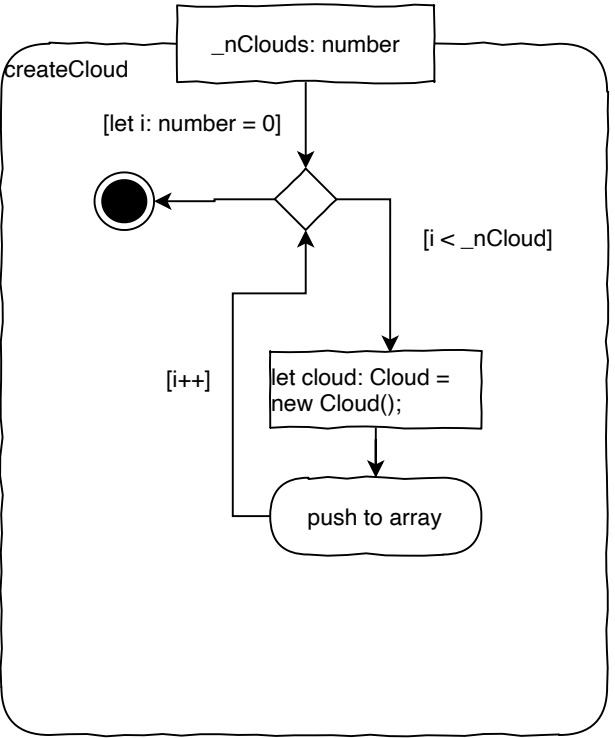 _nClouds: number
createCloud
[let i: number = 0]
[i < _nCloud]
let cloud: Cloud =
new Cloud();
[i++]
push to array